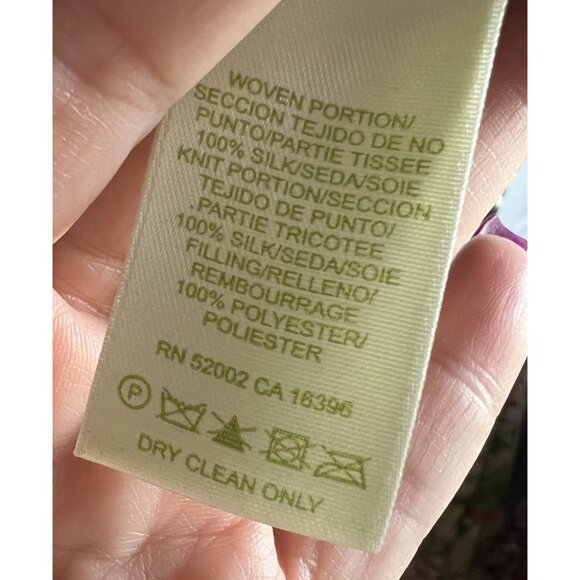 WOVEN PORTION/
SECCION TEJIDO DE NO
PUNTO/PARTIE TISSEE
100% SILK/SEDA/SOIE
KNIT PORTION/SECCION
TEJIDO DE PUNTO/
PARTIE TRICOTEE
100% SILK/SEDA/SOIE
FILLING/RELLENO/
REMBOURRAGE
100% POLYESTER/
POLIESTER
RN 52002 CA 16396
P
DRY CLEAN ONLY